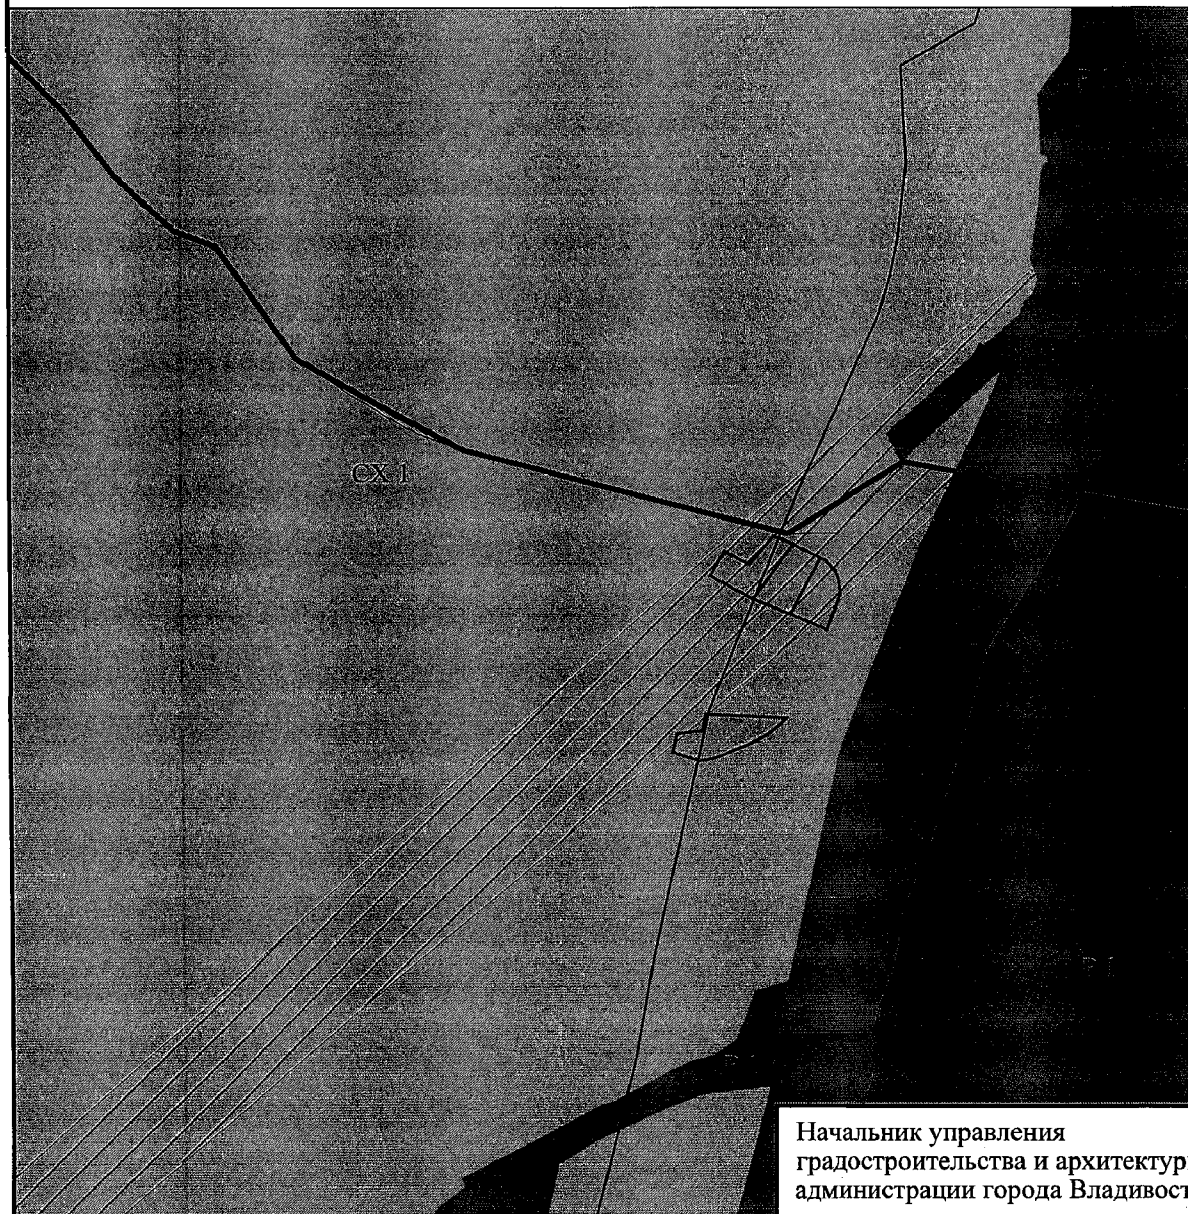 СХ 1
Начальник управления
градостроительства и архитектур
администрации города Владивост